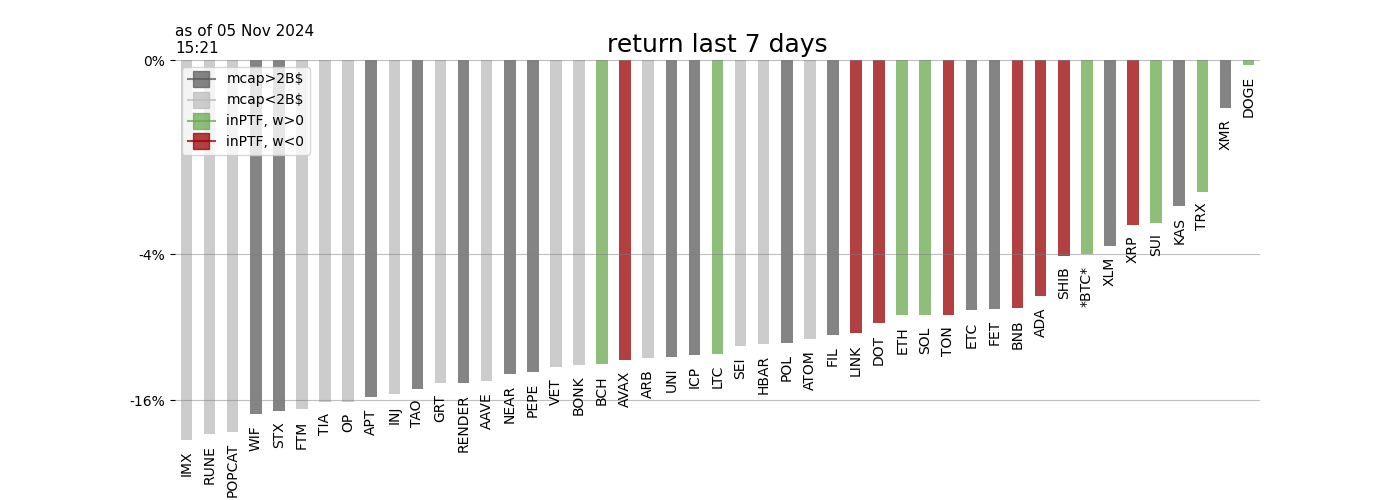 as of 05 Nov 2024
15:21
return last 7 days
0%
-4%
-16%
mcap>2B$
mcap<2B$
inPTF, w>0
inPTF, w<0
IMX
RUNE
POPCAT
WIF
STX
FTM
TIA
OP
APT
INJ
TAO
GRT
RENDER
AAVE
NEAR
PEPE
VET
BONK
BCH
AVAX
ARB
UNI
ICP
LTC
SEI
HBAR
POL
ATOM
FIL
LINK
DOT
ETH
SOL
TON
ETC
FET
BNB
ADA
SHIB
*BTC*
XLM
XRP
SUI
KAS
TRX
XMR
DOGE